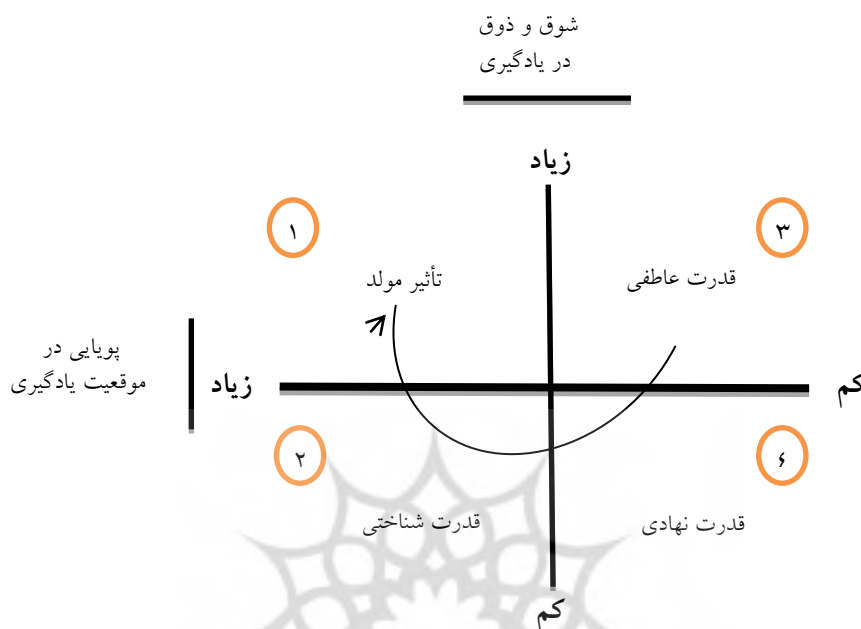 شوق و ذوق
در یادگیری
زیاد
۳
۱
قدرت عاطفی
تأثیر مولد
پویایی در
موقعیت یادگیری
زیاد
کم
۶
۲
قدرت نهادی
قدرت شناختی
کم